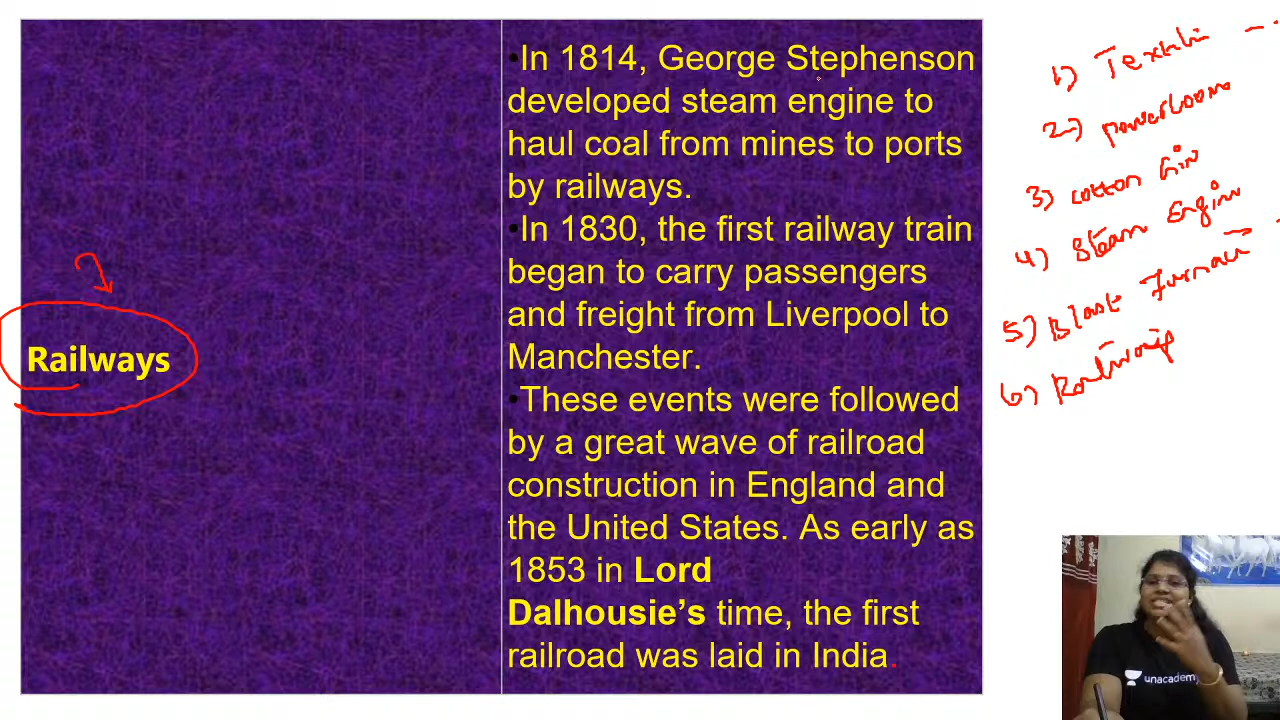 Railways
•In 1814, George Stephenson
developed steam engine to
haul coal from mines to ports
by railways.
•In 1830, the first railway train
began to carry passengers
and freight from Liverpool to
Manchester.
•These events were followed
by a great wave of railroad
construction in England and
the United States. As early as
1853 in Lord
Dalhousie's time, the first
railroad was laid in India.
1)
2) powerlooms
3) cotton Gin
4) Steam Engine
5) Blast Furnace
6)
unacademy